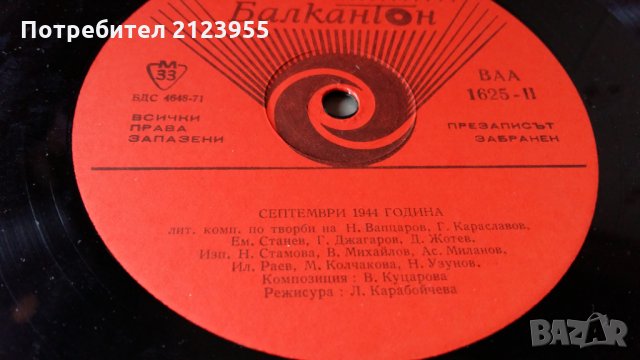 Потребител 2123955
Балкантон
М
33
БДС 4646-71
ВАА
1625-II
ВСИЧКИ
ПРАВА
ЗАПАЗЕНИ
ПРЕЗАПИСЪТ
ЗАБРАНЕН
СЕПТЕМВРИ 1944 ГОДИНА
лит. комп. по творби на Н. Вапцаров, Г. Караславов,
Ем. Станев, Г. Джагаров, Д. Жотев,
Изп. Н. Стамова, В. Михайлов, Ас. Миланов,
Ил. Раев, М. Колчакова, Н. Узунов,
Композиция : В. Куцарова
Режисура : Л. Карабойчева
BAZAR